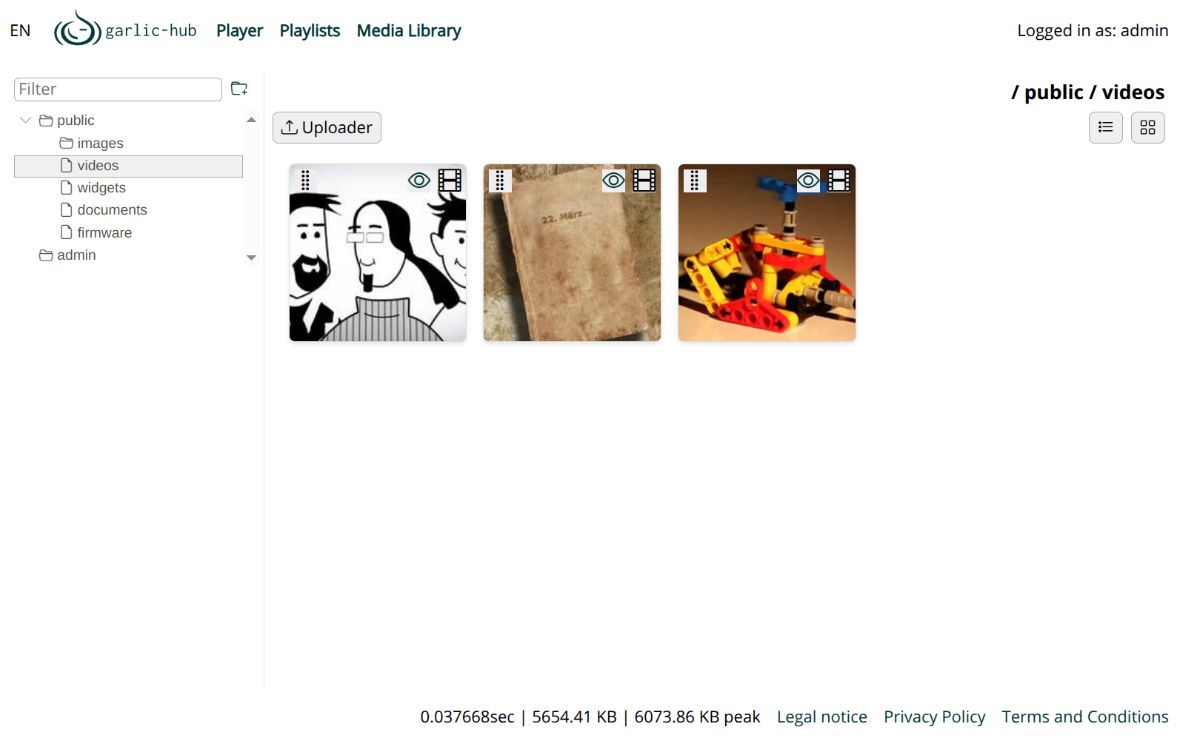 EN garlic-hub Player Playlists Media Library Logged in as: admin
Filter
/ public / videos
public
Uploader
images
videos
widgets
documents
firmware
admin
22. März...
0.037668sec | 5654.41 KB | 6073.86 KB peak Legal notice Privacy Policy Terms and Conditions